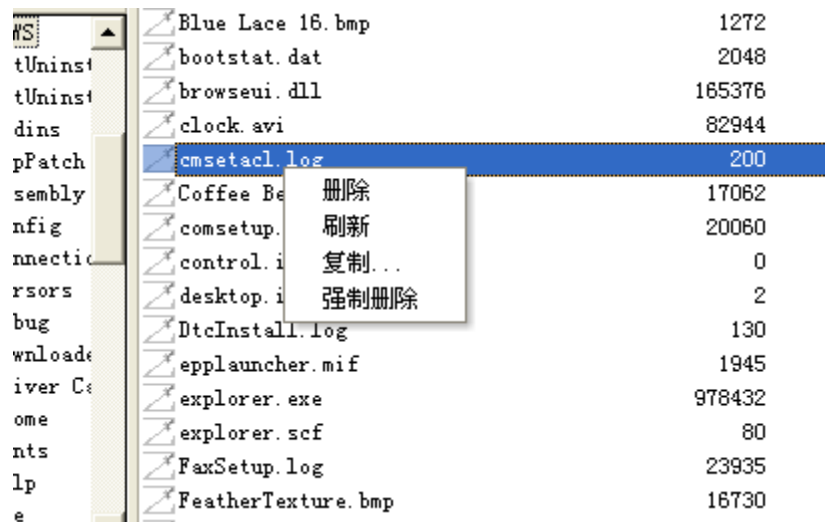 WS
tUninst
tUninst
dins
pPatch
sembly
nfig
nnectic
rsors
bug
wnloade
iver Ca
ome
nts
lp
Blue Lace 16.bmp 1272
bootstat.dat 2048
browseui.dll 165376
clock.avi 82944
cmsetacl.log 200
Coffee Be 17062
comsetup. 20060
control.i 0
desktop.i 2
DtcInstall.log 130
epplauncher.mif 1945
explorer.exe 978432
explorer.scf 80
FaxSetup.log 23935
FeatherTexture.bmp 16730
删除
刷新
复制...
强制删除